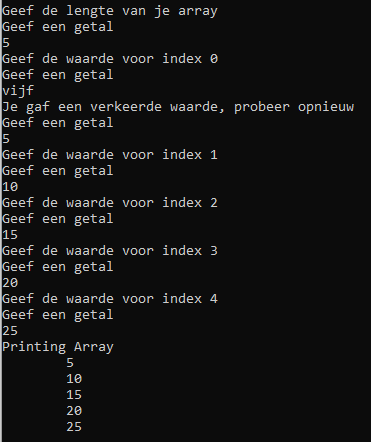 Geef de lengte van je array
Geef een getal
5
Geef de waarde voor index 0
Geef een getal
vijf
Je gaf een verkeerde waarde, probeer opnieuw
Geef een getal
5
Geef de waarde voor index 1
Geef een getal
10
Geef de waarde voor index 2
Geef een getal
15
Geef de waarde voor index 3
Geef een getal
20
Geef de waarde voor index 4
Geef een getal
25
Printing Array
5
10
15
20
25